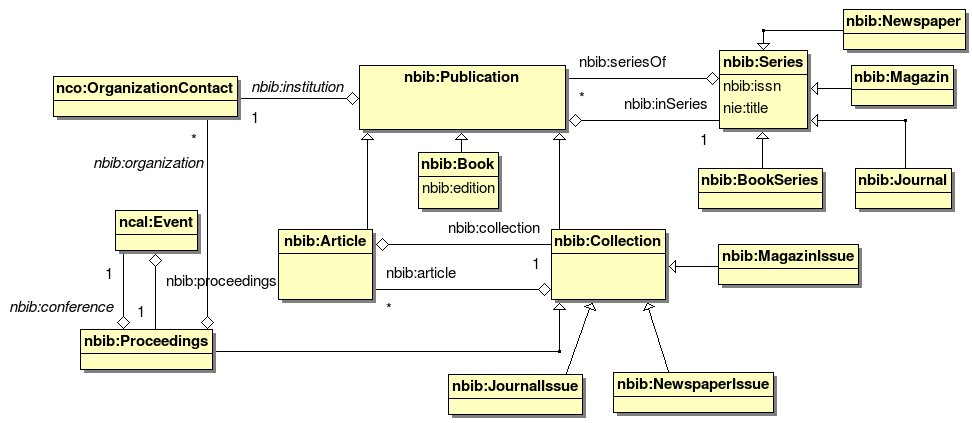 nbib:Newspaper
nbib:seriesOf
nbib:Series
nbib:issn
nie:title
nbib:Publication
nbib:Magazin
nco:OrganizationContact
nbib:institution
1
*
nbib:inSeries
1
*
nbib:organization
nbib:Book
nbib:edition
nbib:BookSeries
nbib:Journal
ncal:Event
nbib:collection
nbib:Article
nbib:Collection
1
nbib:MagazinIssue
1
nbib:article
nbib:proceedings
*
nbib:conference
1
nbib:Proceedings
nbib:JournalIssue
nbib:NewspaperIssue